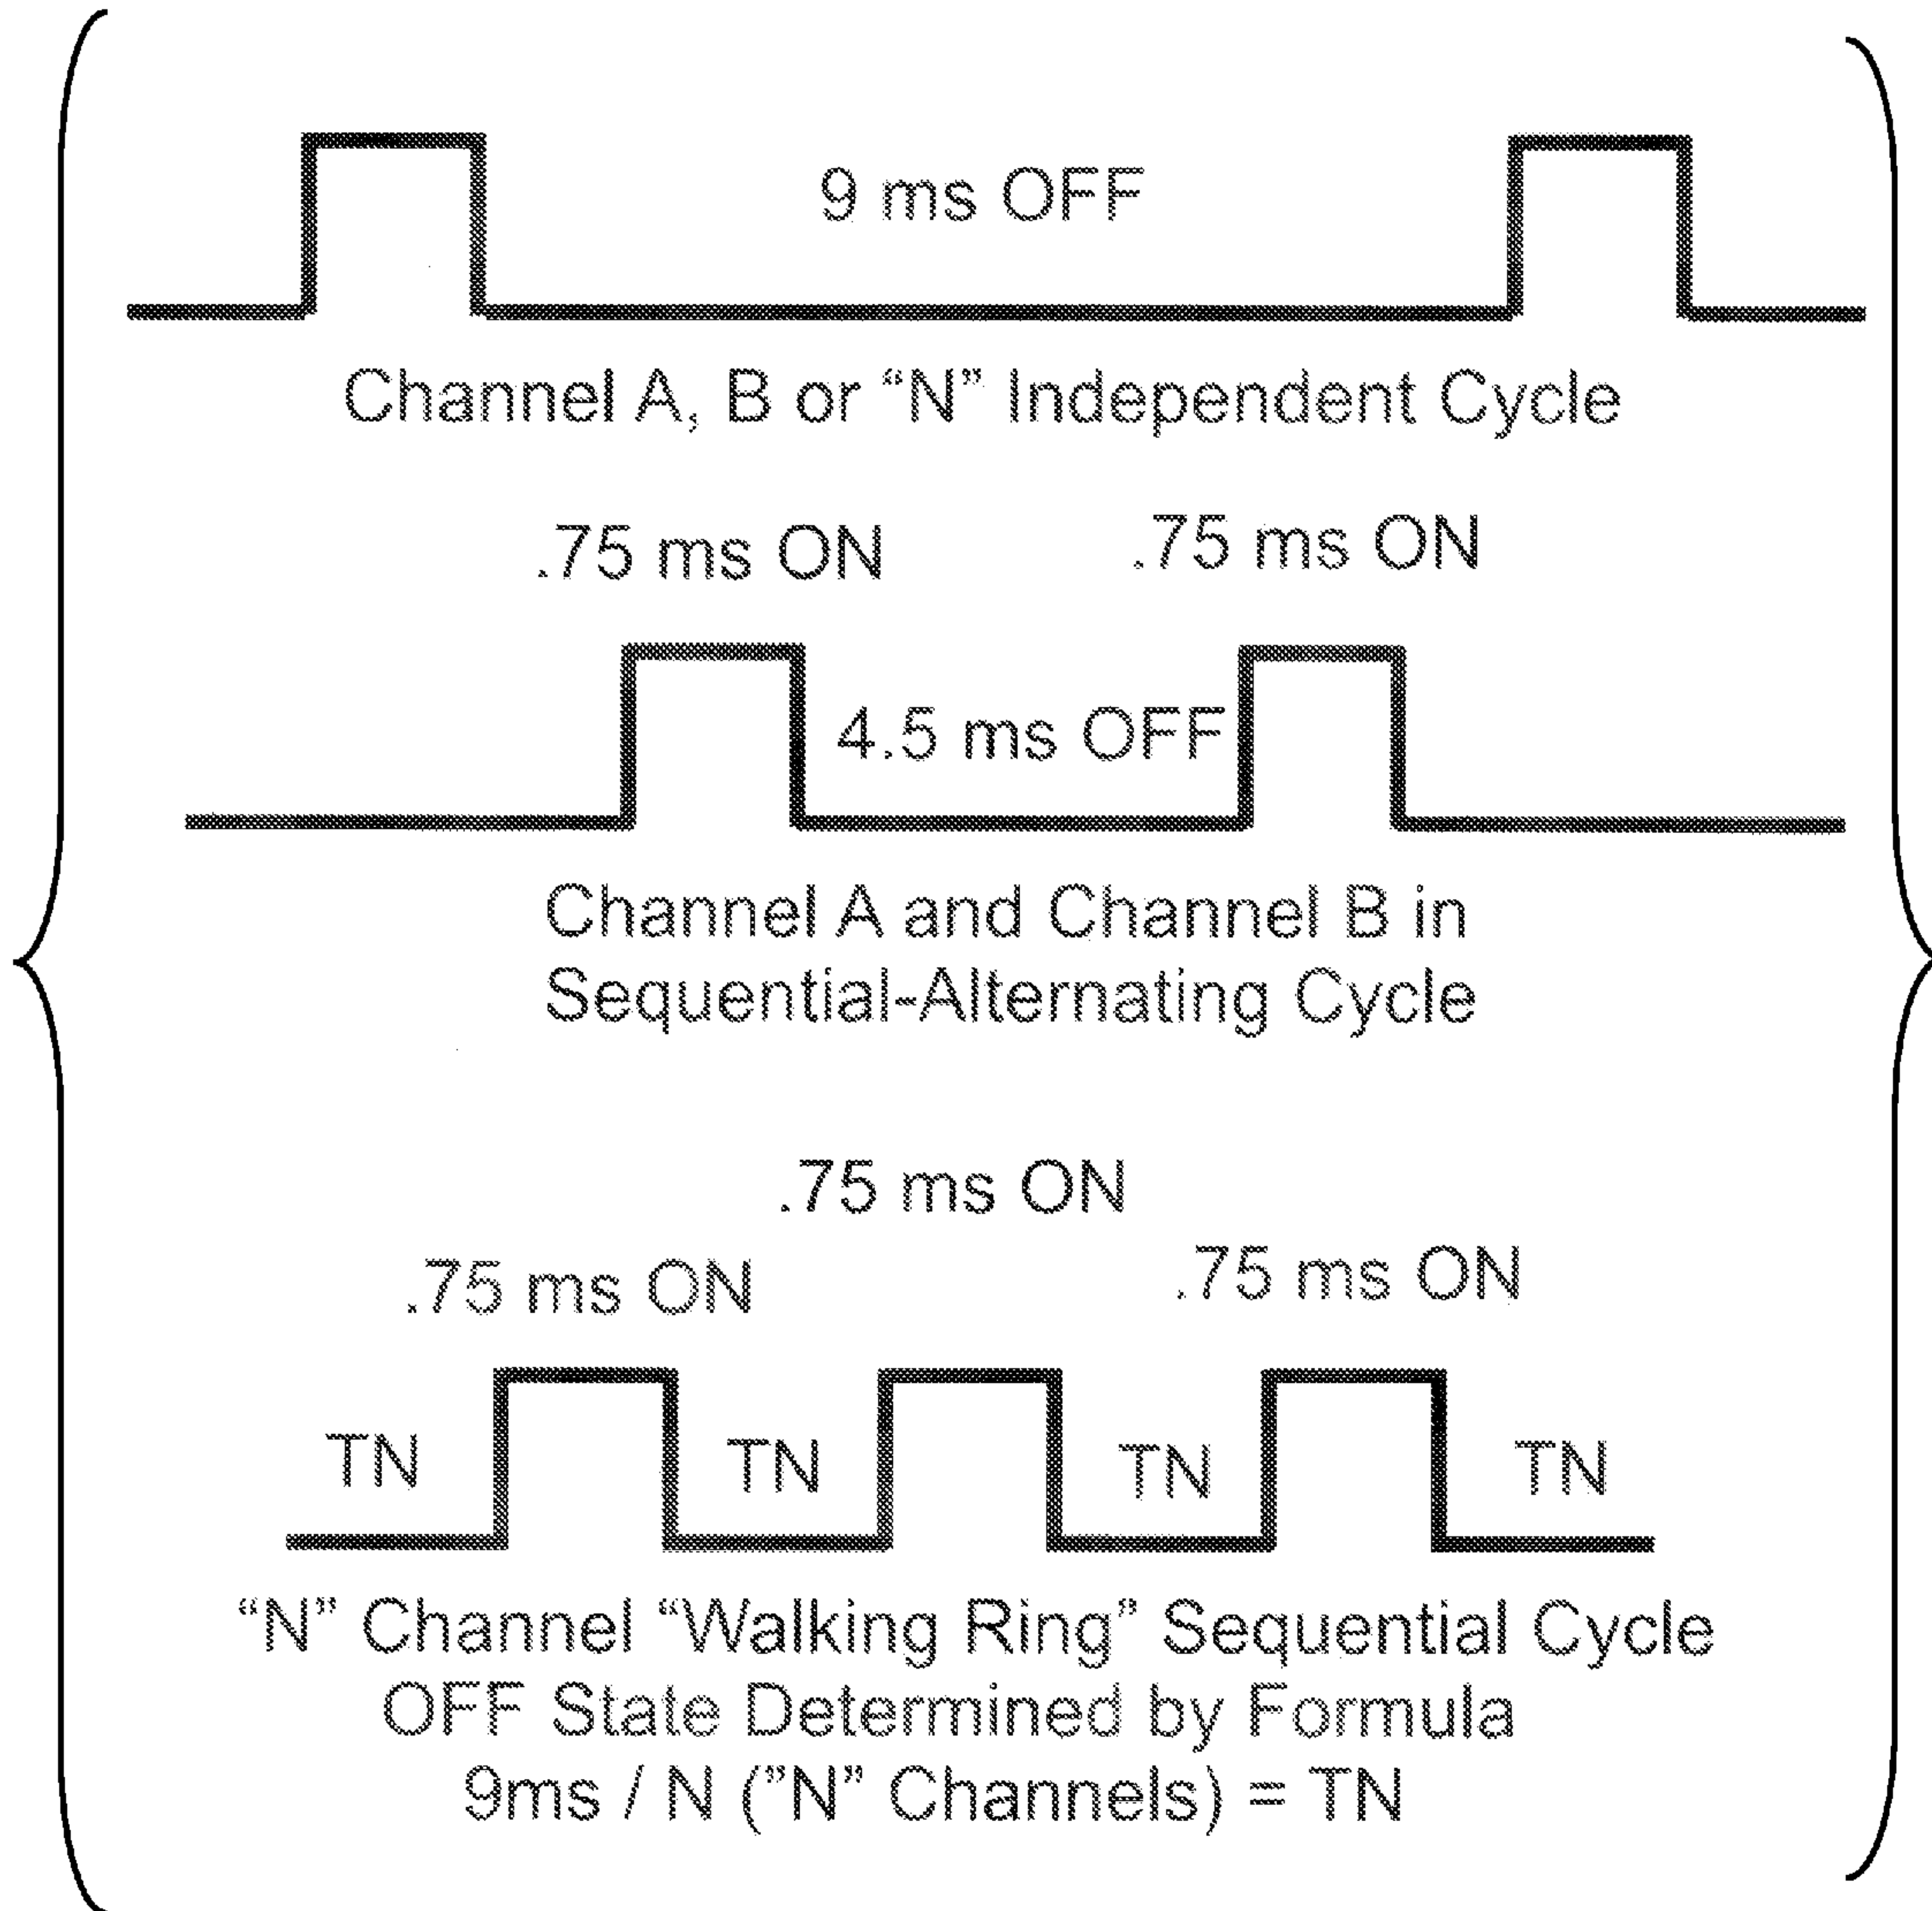 9 ms OFF
Channel A, B or “N” Independent Cycle
.75 ms ON .75 ms ON
4.5 ms OFF
Channel A and Channel B in
Sequential-Alternating Cycle
.75 ms ON
.75 ms ON .75 ms ON
TN TN TN TN
“N” Channel “Walking Ring” Sequential Cycle
OFF State Determined by Formula
9ms / N (”N” Channels) = TN